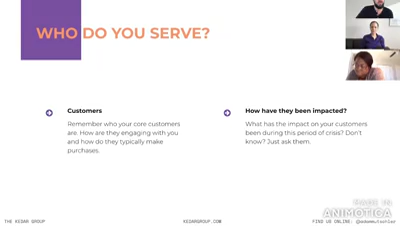 WHO DO YOU SERVE?
Customers
Remember who your core customers
are. How are they engaging with you
and how do they typically make
purchases.
How have they been impacted?
What has the impact on your customers
been during this period of crisis? Don't
know? Just ask them.
MADE IN
ANIMOTICA
THE KEDAR GROUP
KEDARGROUP.COM
FIND US ONLINE: